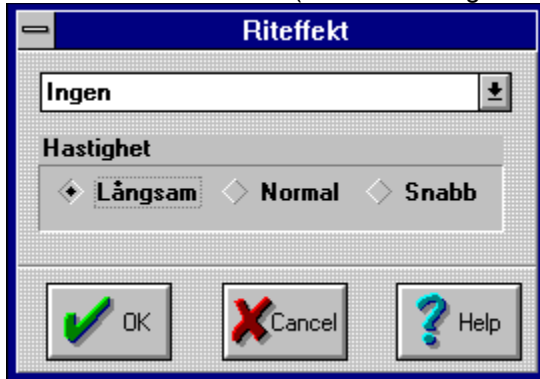 Riteffekt
Ingen
Hastighet
Långsam Normal Snabb
OK Cancel Help